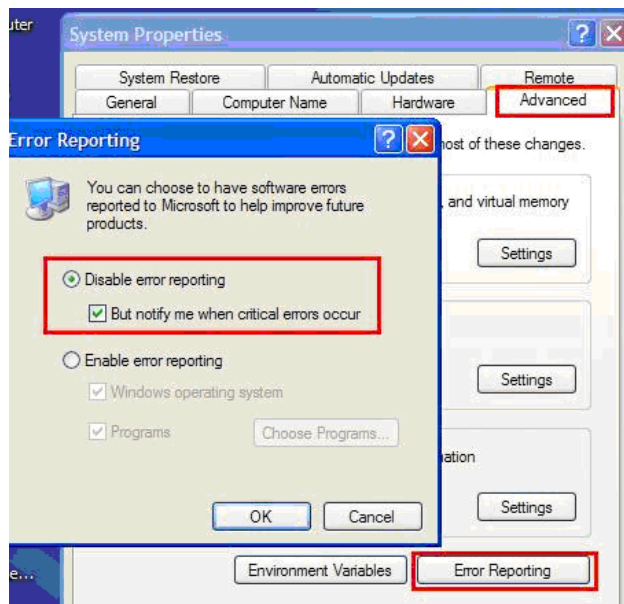 uter
System Properties
System Restore Automatic Updates Remote
General Computer Name Hardware Advanced
Error Reporting
most of these changes.
You can choose to have software errors
reported to Microsoft to help improve future
products.
, and virtual memory
Settings
Disable error reporting
But notify me when critical errors occur
Enable error reporting
Settings
Windows operating system
Programs Choose Programs...
ation
OK Cancel
Settings
e...
Environment Variables Error Reporting